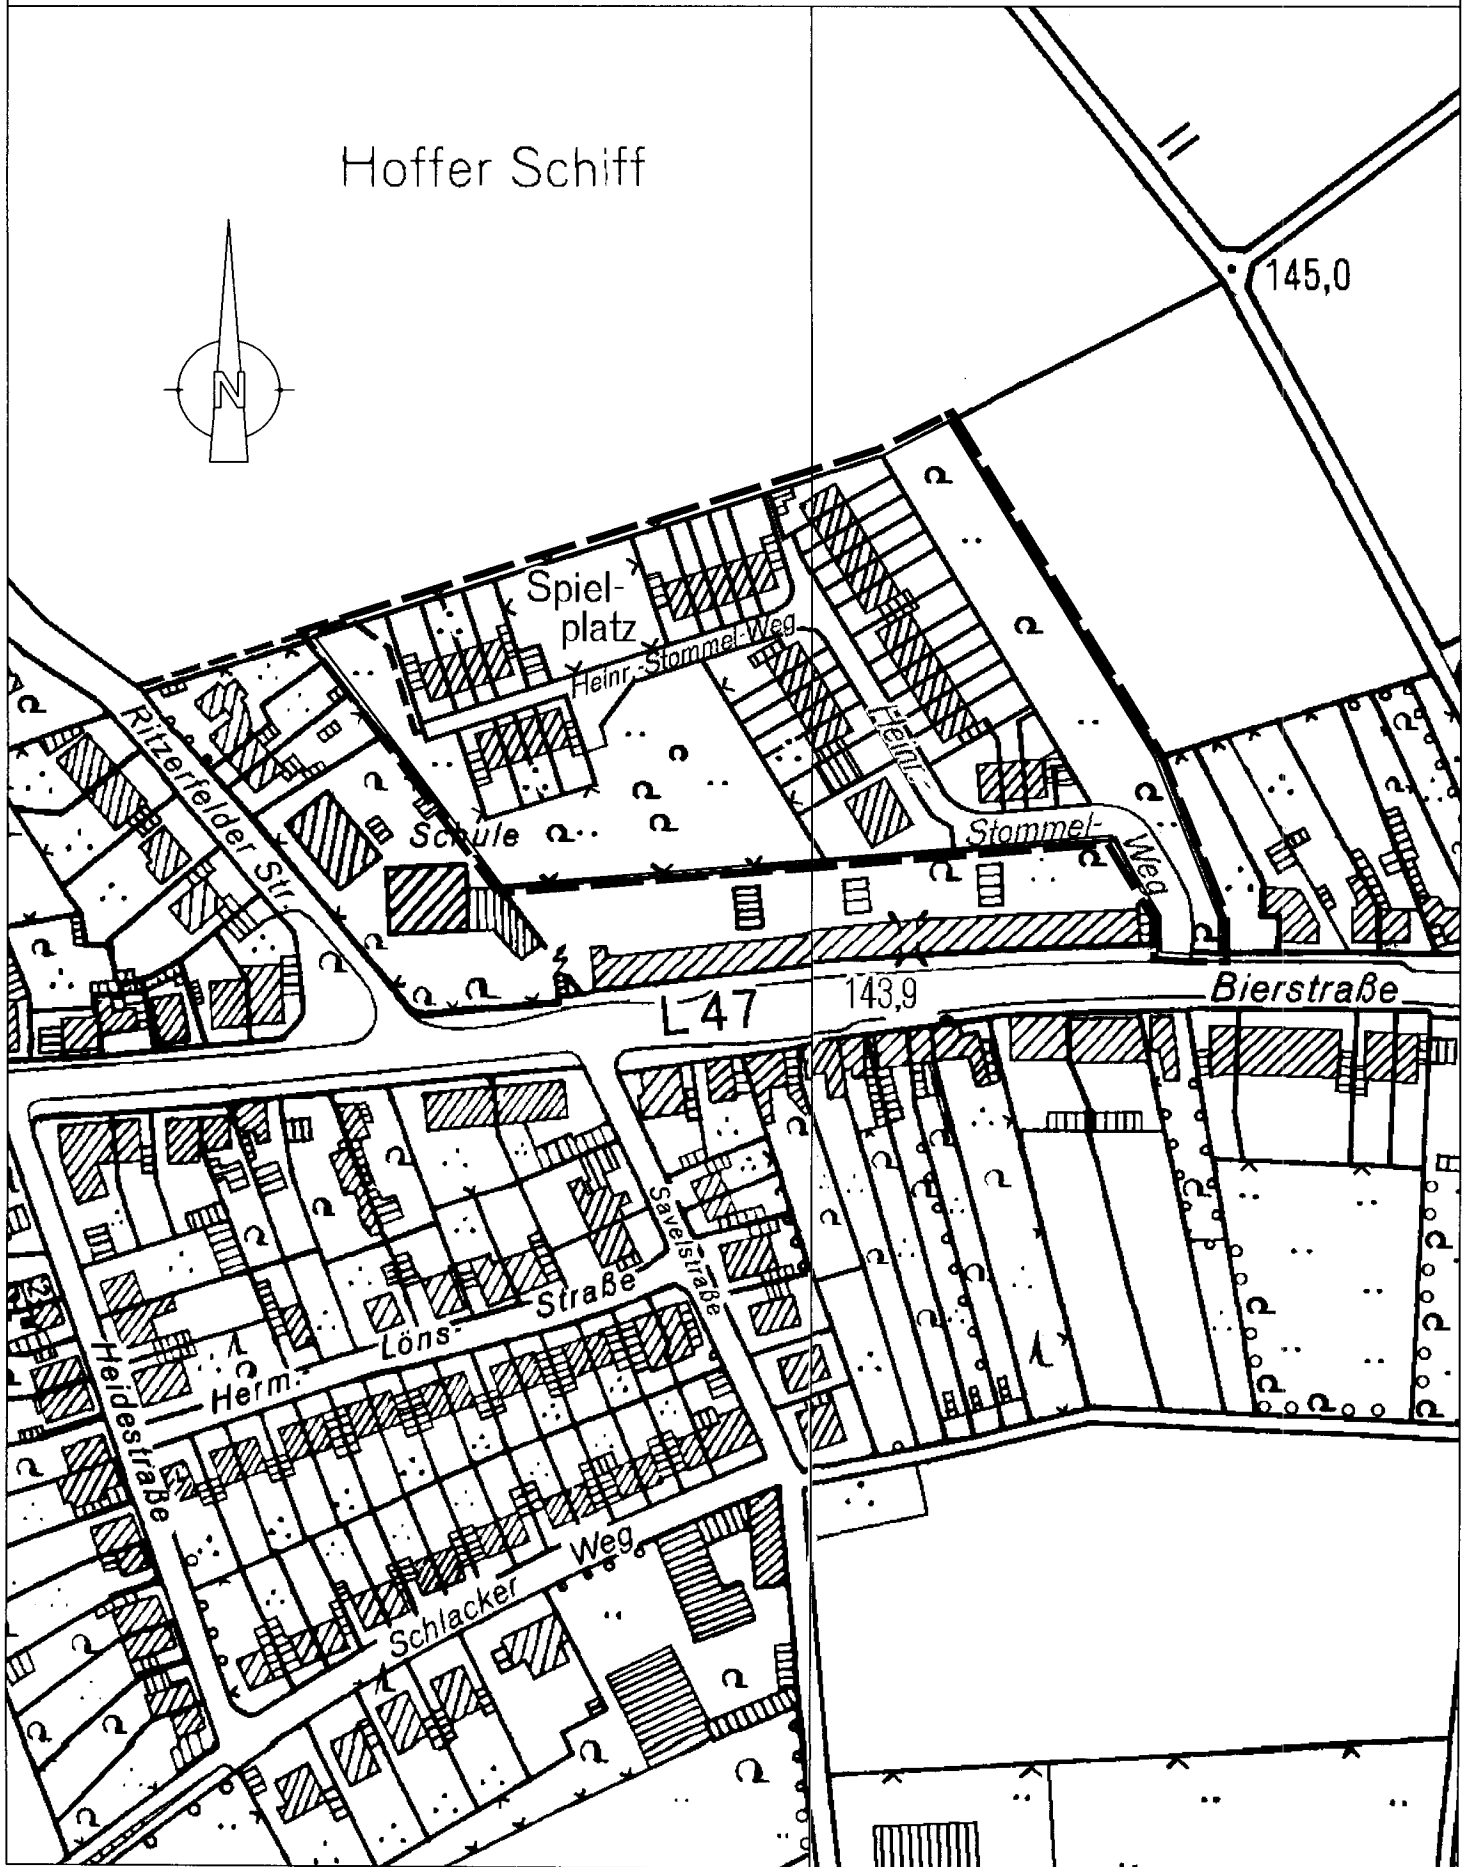 Hoffer Schiff
N
145,0
Spiel-
platz
Heinr.-Stommel-Weg
Ritzerfelder Str.
Heinr.-
Stommel-
Weg
Schule
L 47
143,9
Bierstraße
Savelstraße
Herm.-
Löns-
Straße
Heidestraße
Schlacker
Weg